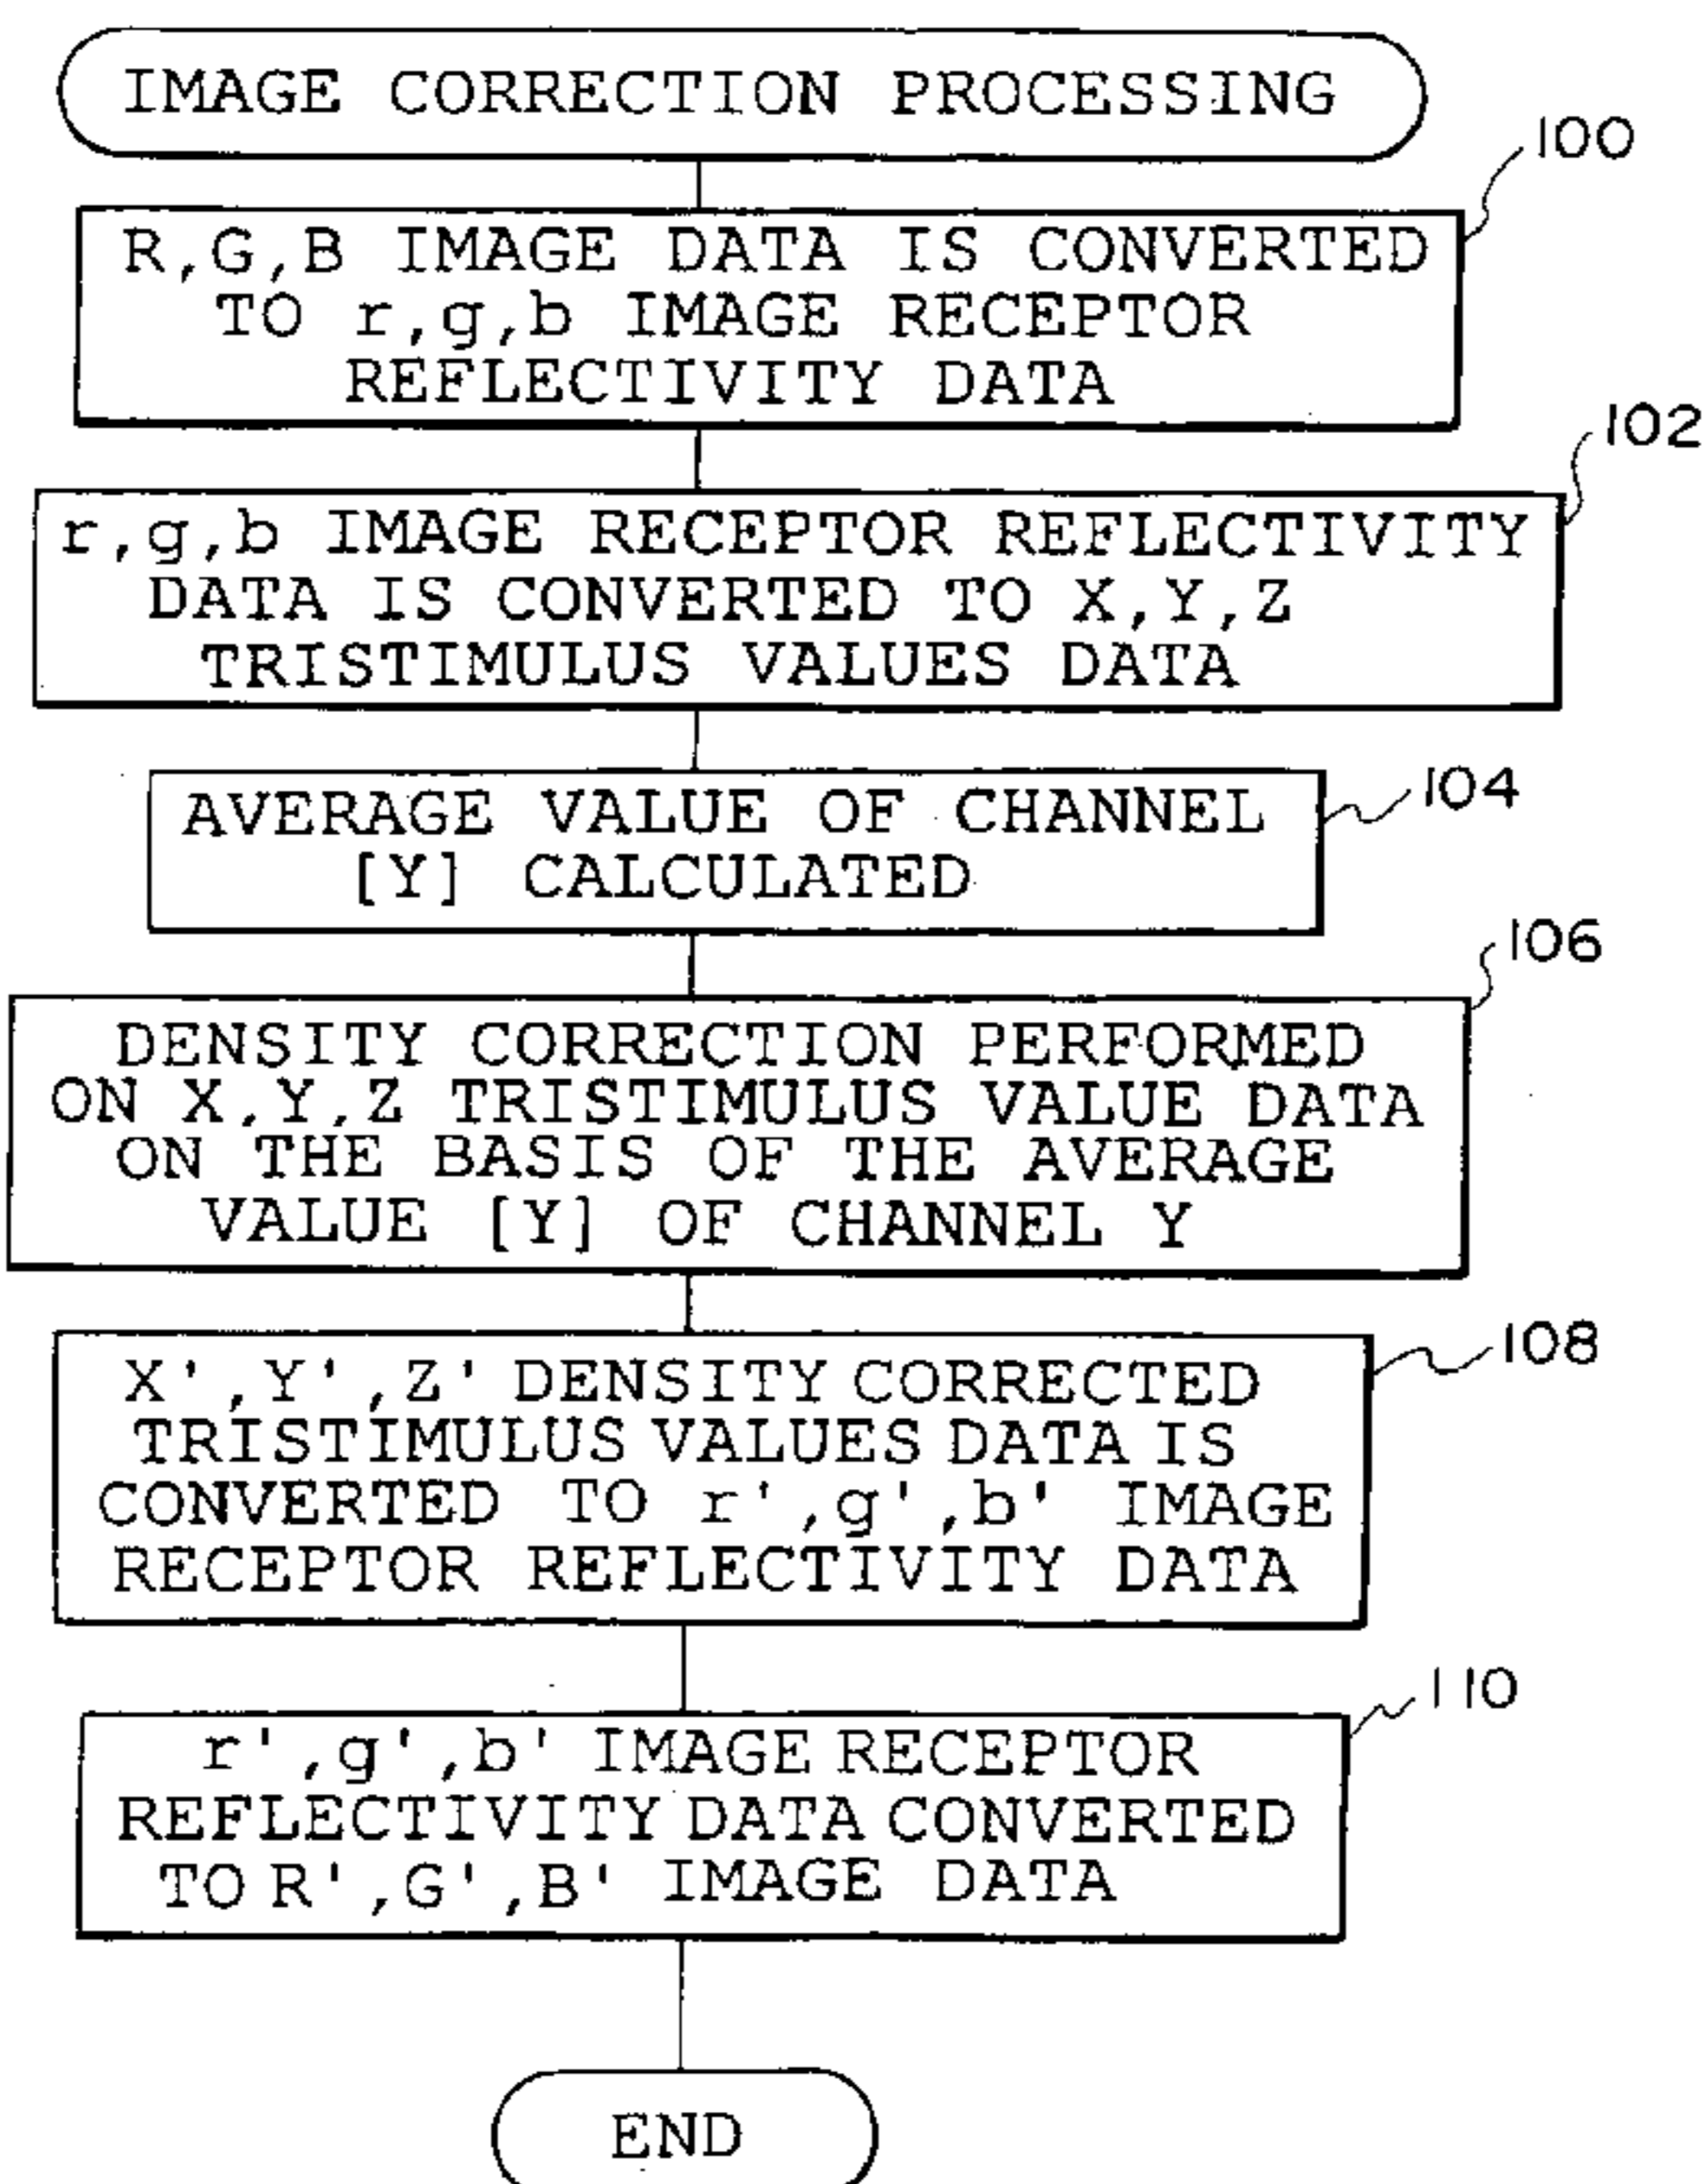 IMAGE CORRECTION PROCESSING
100
R,G,B IMAGE DATA IS CONVERTED
TO r,g,b IMAGE RECEPTOR
REFLECTIVITY DATA
102
r,g,b IMAGE RECEPTOR REFLECTIVITY
DATA IS CONVERTED TO X,Y,Z
TRISTIMULUS VALUES DATA
104
AVERAGE VALUE OF CHANNEL
[Y] CALCULATED
106
DENSITY CORRECTION PERFORMED
ON X,Y,Z TRISTIMULUS VALUE DATA
ON THE BASIS OF THE AVERAGE
VALUE [Y] OF CHANNEL Y
108
X',Y',Z' DENSITY CORRECTED
TRISTIMULUS VALUES DATA IS
CONVERTED TO r',g',b' IMAGE
RECEPTOR REFLECTIVITY DATA
110
r',g',b' IMAGE RECEPTOR
REFLECTIVITY DATA CONVERTED
TO R',G',B' IMAGE DATA
END